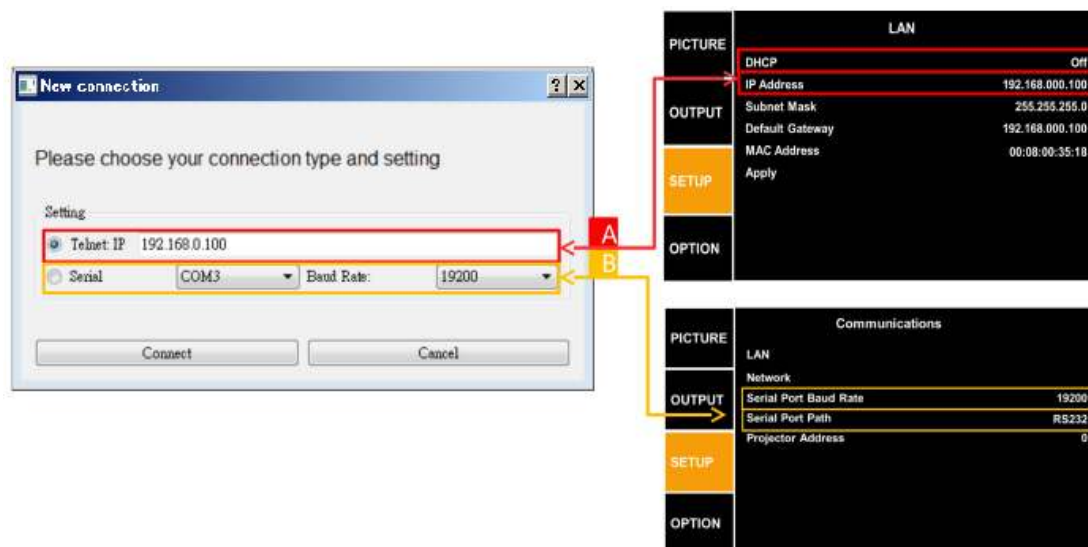 New connection
? X
Please choose your connection type and setting
Setting
Telnet: IP 192.168.0.100
Serial COM3 Baud Rate: 19200
Connect Cancel
A
B
PICTURE
OUTPUT
SETUP
OPTION
LAN
DHCP Off
IP Address 192.168.000.100
Subnet Mask 255.255.255.0
Default Gateway 192.168.000.100
MAC Address 00:08:00:35:18
Apply
PICTURE
OUTPUT
SETUP
OPTION
Communications
LAN
Network
Serial Port Baud Rate 19200
Serial Port Path RS232
Projector Address 0